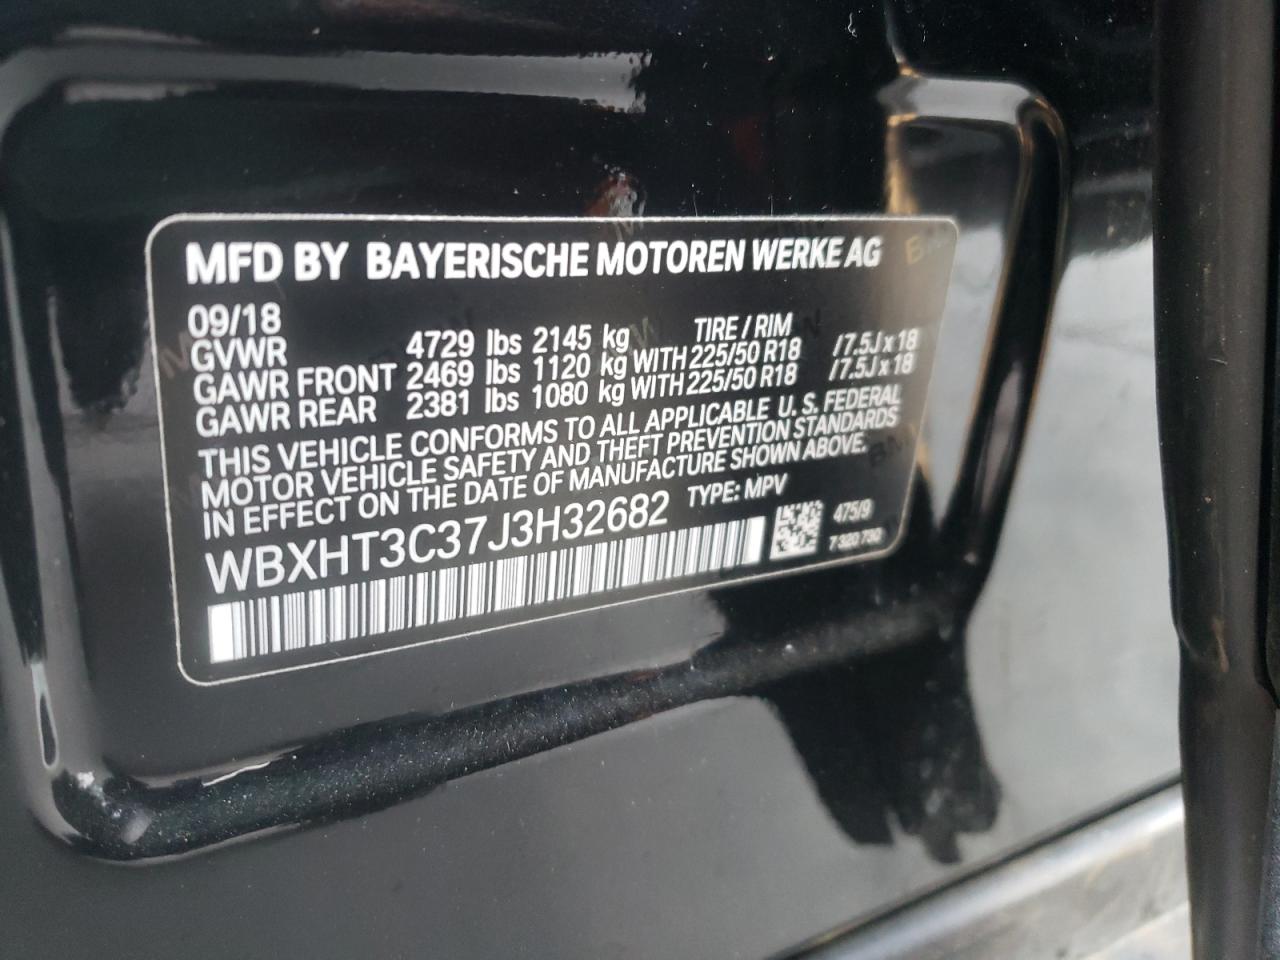 MFD BY BAYERISCHE MOTOREN WERKE AG
09/18
GVWR 4729 lbs 2145 kg TIRE / RIM
GAWR FRONT 2469 lbs 1120 kg WITH 225/50 R18 /7.5J x 18
GAWR REAR 2381 lbs 1080 kg WITH 225/50 R18 /7.5J x 18
THIS VEHICLE CONFORMS TO ALL APPLICABLE U. S. FEDERAL
MOTOR VEHICLE SAFETY AND THEFT PREVENTION STANDARDS
IN EFFECT ON THE DATE OF MANUFACTURE SHOWN ABOVE.
WBXHT3C37J3H32682 TYPE: MPV
475/9
7 320 730